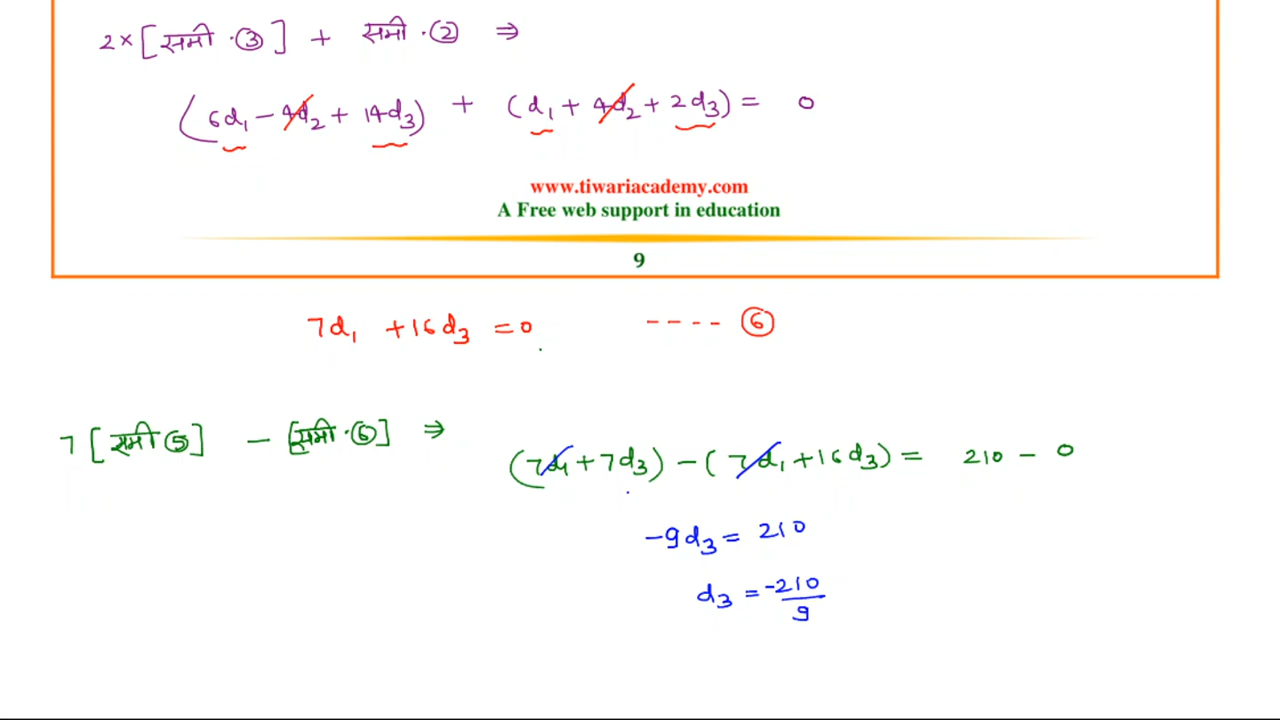 2×[समी.③] + समी.② ⇒
(6d₁ − 4d₂ + 14d₃) + (d₁ + 4d₂ + 2d₃) = 0
www.tiwariacademy.com
A Free web support in education
9
7d₁ + 16d₃ = 0 ---- ⑥
7[समी⑤] − [समी.⑥] ⇒
(7d₁ + 7d₃) − (7d₁ + 16d₃) = 210 − 0
−9d₃ = 210
d₃ = −210/9